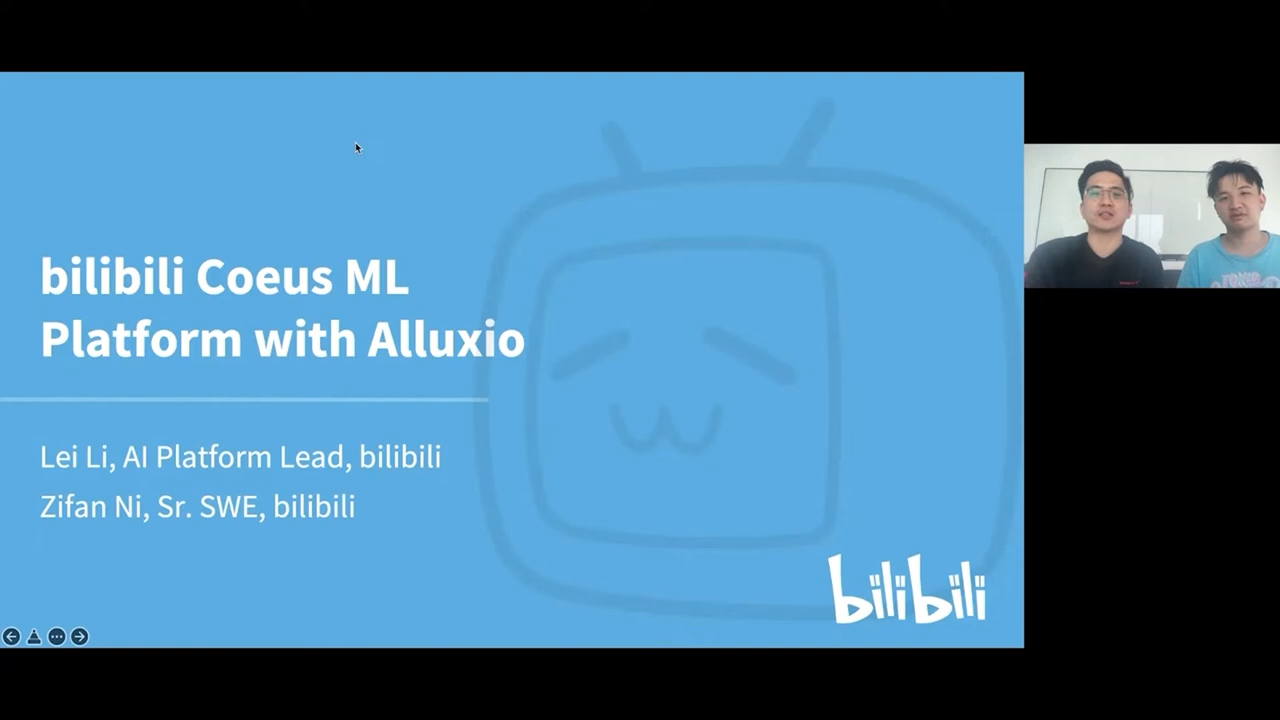 bilibili Coeus ML
Platform with Alluxio
Lei Li, AI Platform Lead, bilibili
Zifan Ni, Sr. SWE, bilibili
bilibili